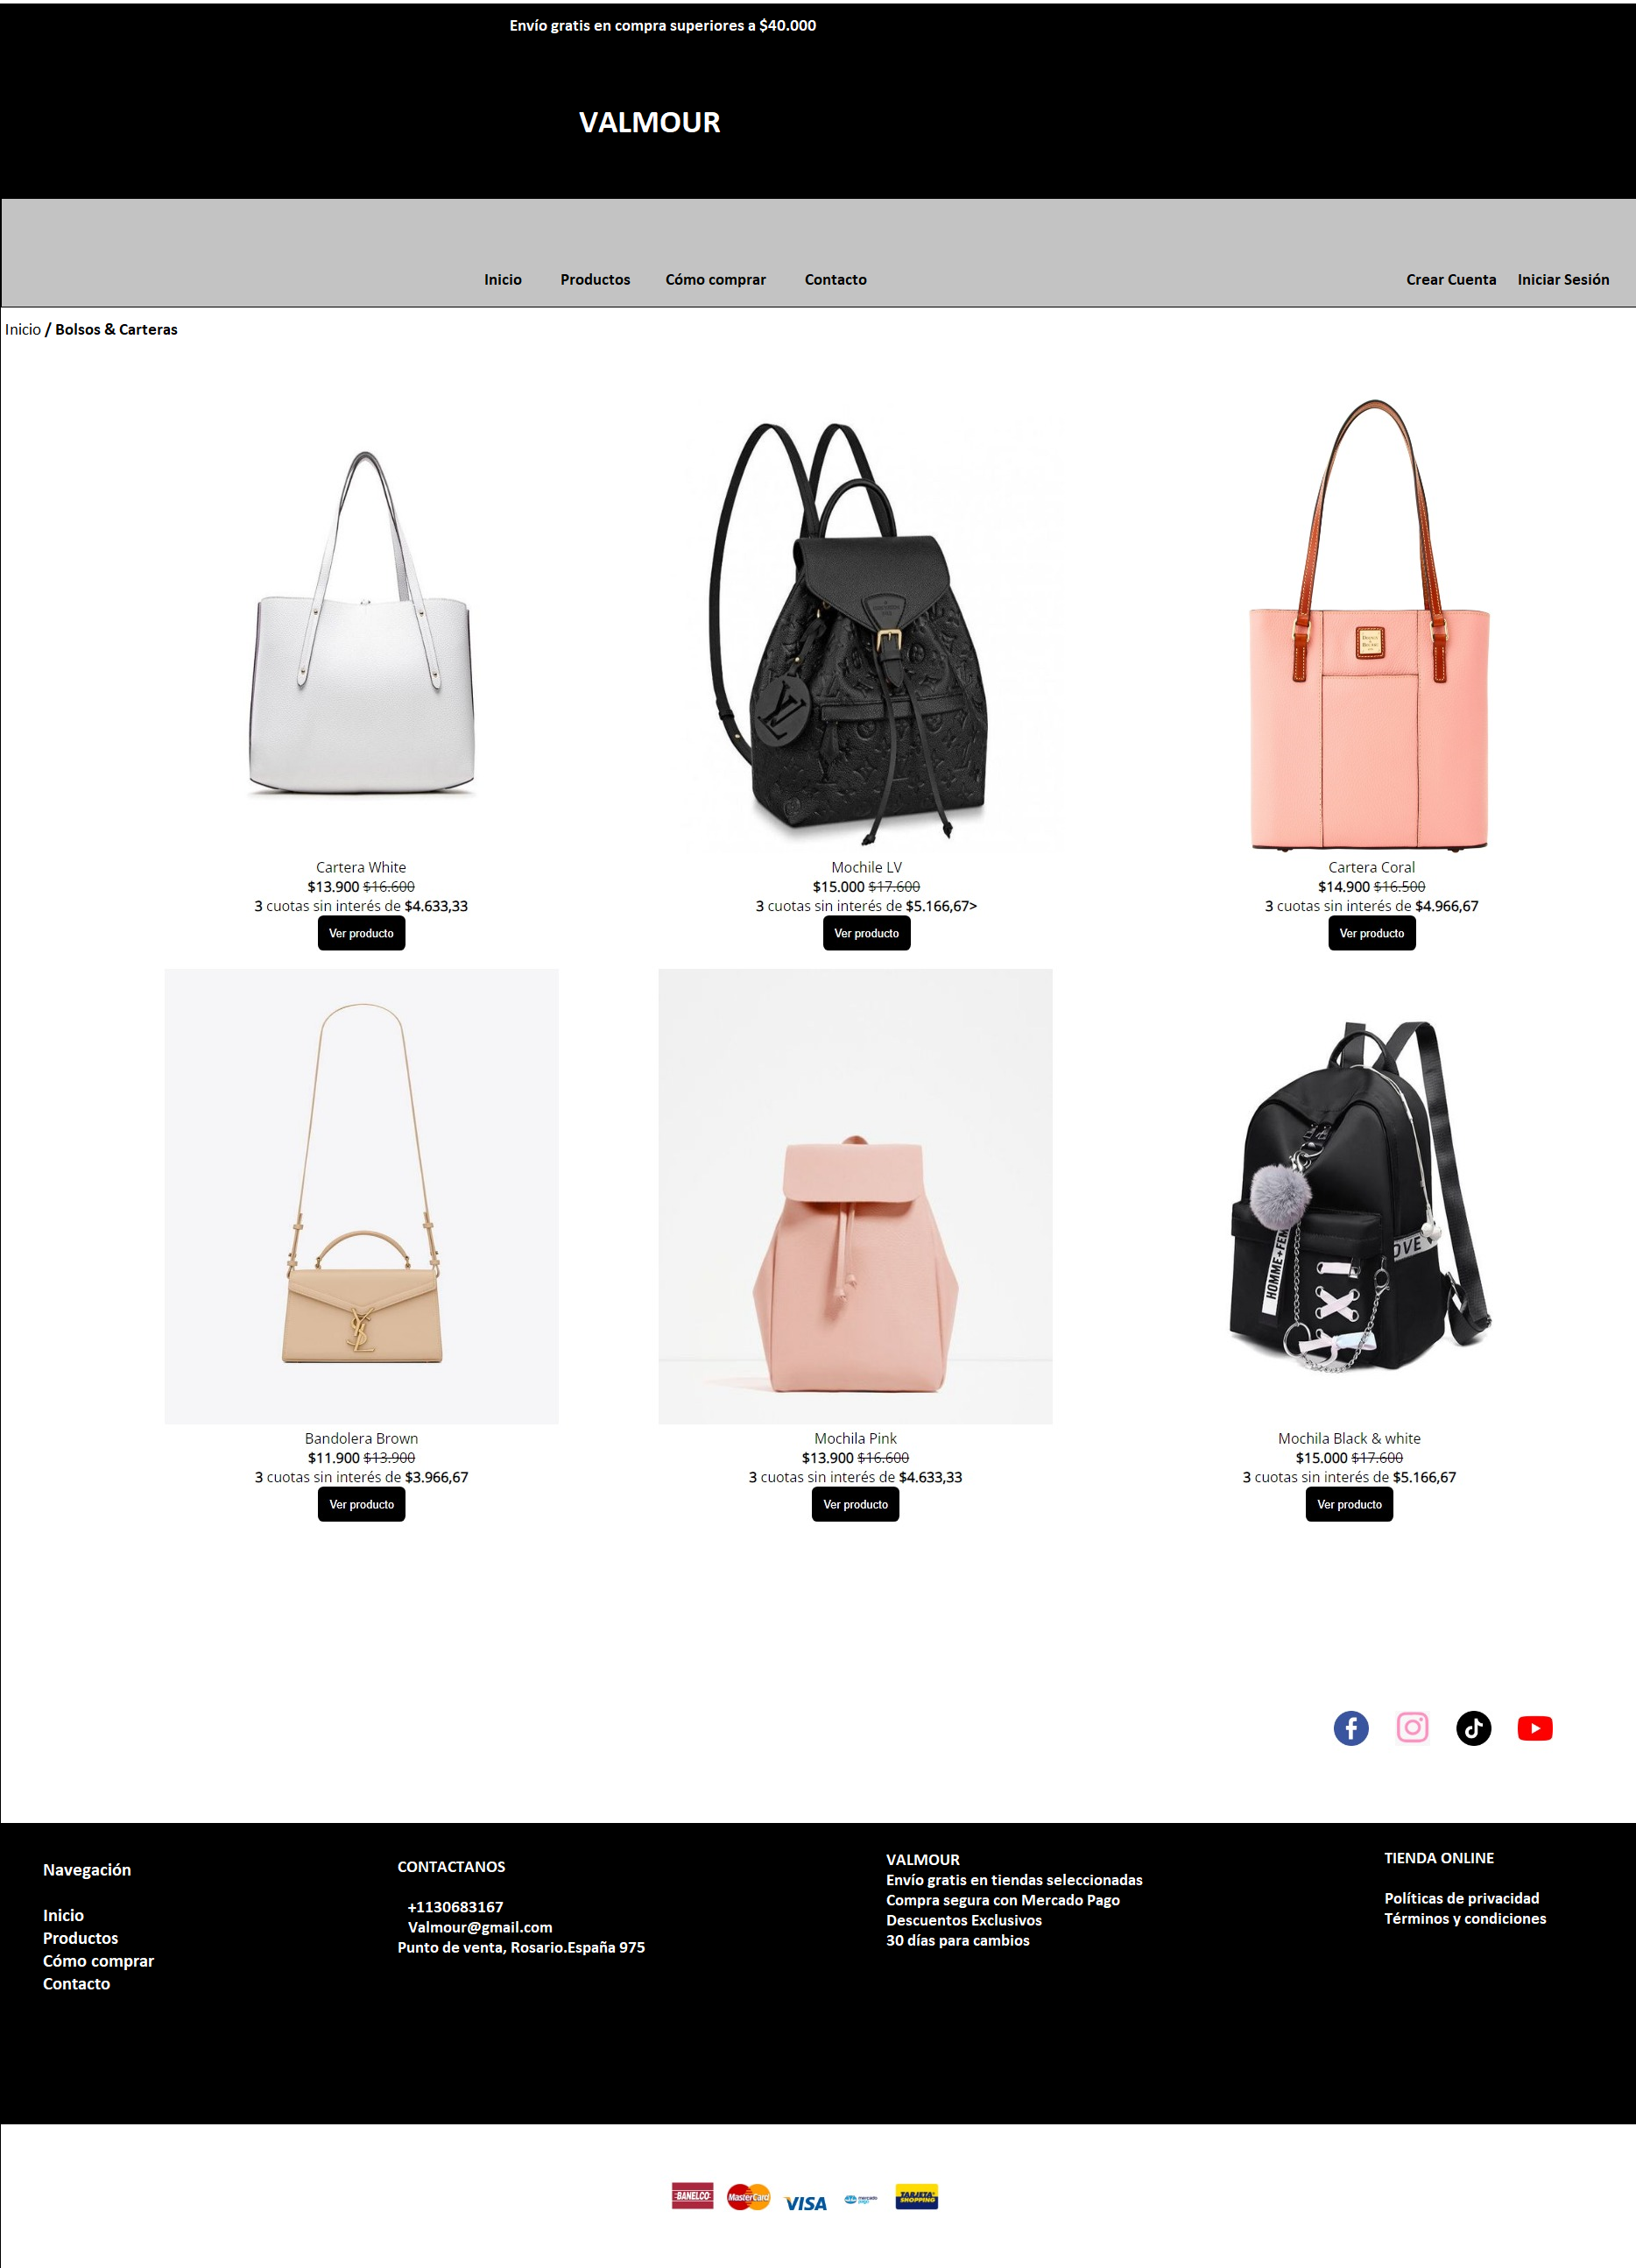 Envío gratis en compra superiores a $40.000
VALMOUR
Inicio Productos Cómo comprar Contacto Crear Cuenta Iniciar Sesión
Inicio / Bolsos & Carteras
Cartera White
$13.900 $16.600
3 cuotas sin interés de $4.633,33
Ver producto
Mochile LV
$15.000 $17.600
3 cuotas sin interés de $5.166,67>
Ver producto
Cartera Coral
$14.900 $16.500
3 cuotas sin interés de $4.966,67
Ver producto
HOMME+FEM
OVE
Bandolera Brown
$11.900 $13.900
3 cuotas sin interés de $3.966,67
Ver producto
Mochila Pink
$13.900 $16.600
3 cuotas sin interés de $4.633,33
Ver producto
Mochila Black & white
$15.000 $17.600
3 cuotas sin interés de $5.166,67
Ver producto
Navegación
Inicio
Productos
Cómo comprar
Contacto
CONTACTANOS
+1130683167
Valmour@gmail.com
Punto de venta, Rosario.España 975
VALMOUR
Envío gratis en tiendas seleccionadas
Compra segura con Mercado Pago
Descuentos Exclusivos
30 días para cambios
TIENDA ONLINE
Políticas de privacidad
Términos y condiciones
BANELCO MasterCard VISA mercado pago TARJETA SHOPPING